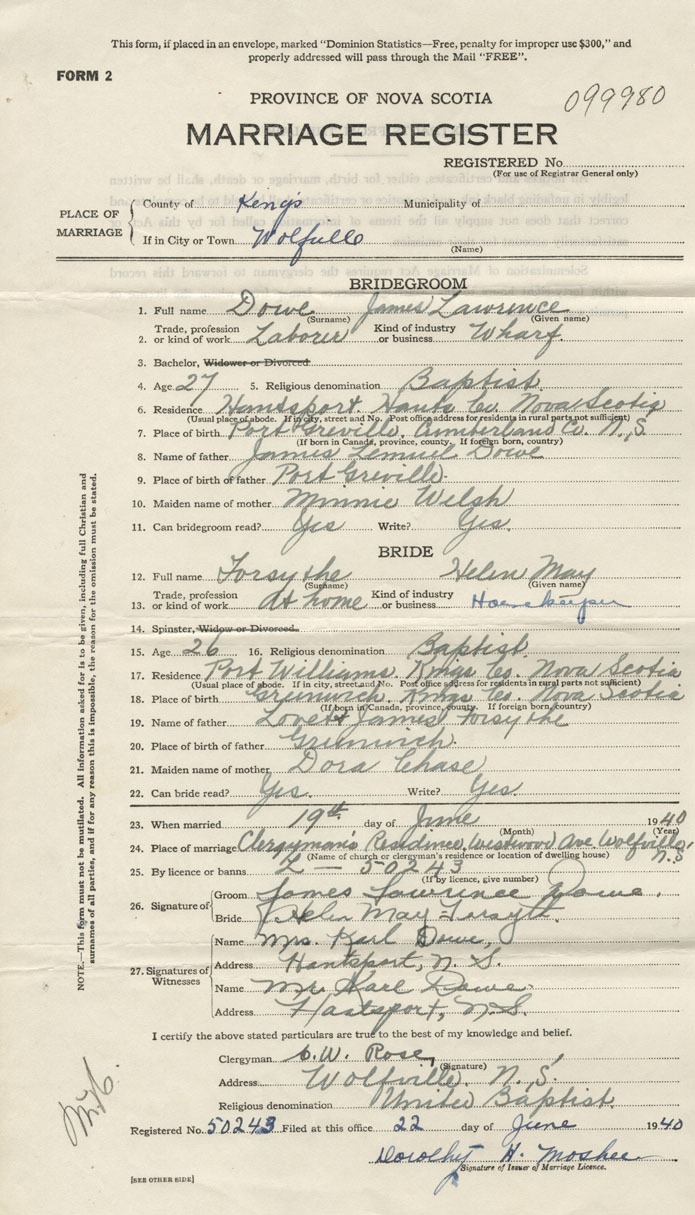 This form, if placed in an envelope, marked "Dominion Statistics—Free, penalty for improper use $300," and
properly addressed will pass through the Mail "FREE".
FORM 2
PROVINCE OF NOVA SCOTIA
099980
MARRIAGE REGISTER
REGISTERED No.
(For use of Registrar General only)
PLACE OF MARRIAGE
County of Kings Municipality of
If in City or Town Wolfville
(Name)
BRIDEGROOM
1. Full name Dowe James Lawrence
(Surname) (Given name)
2. Trade, profession or kind of work Laborer Kind of industry or business Wharf.
3. Bachelor, Widower or Divorced
4. Age 27 5. Religious denomination Baptist
6. Residence Hantsport. Hants Co. Nova Scotia
(Usual place of abode. If in city, street and No. Post office address for residents in rural parts not sufficient)
7. Place of birth Port Greville, Cumberland Co. N.S.
(If born in Canada, province, county. If foreign born, country)
8. Name of father James Lemuel Dowe
9. Place of birth of father Port Greville.
10. Maiden name of mother Minnie Welsh
11. Can bridegroom read? Yes Write? Yes.
BRIDE
12. Full name Forsythe Helen May
(Surname) (Given name)
13. Trade, profession or kind of work At home Kind of industry or business Housekeeper
14. Spinster, Widow or Divorced.
15. Age 26 16. Religious denomination Baptist
17. Residence Port Williams. Kings Co. Nova Scotia
(Usual place of abode. If in city, street and No. Post office address for residents in rural parts not sufficient)
18. Place of birth Greenwich. Kings Co. Nova Scotia
(If born in Canada, province, county. If foreign born, country)
19. Name of father Lovett James Forsythe
20. Place of birth of father Greenwich.
21. Maiden name of mother Dora Chase
22. Can bride read? Yes. Write? Yes.
23. When married 19th day of June 1940
(Month) (Year)
24. Place of marriage Clergyman's Residence, Westwood Ave Wolfville, N.S
(Name of church or clergyman's residence or location of dwelling house)
25. By licence or banns L — 50243
(If by licence, give number)
26. Signature of
Groom James Lawrence Dowe.
Bride Helen May Forsyth.
27. Signatures of Witnesses
Name Mrs. Karl Dowe,
Address Hantsport, N. S.
Name Mr. Karl Dowe.
Address Hantsport, N.S.
I certify the above stated particulars are true to the best of my knowledge and belief.
Clergyman C.W. Rose,
(Signature)
Address Wolfville. N.S.
Religious denomination United Baptist.
Registered No. 50243 Filed at this office 22 day of June 1940
Dorothy H. Mosher
Signature of Issuer of Marriage Licence.
[SEE OTHER SIDE]
NOTE.—This form must not be mutilated. All information asked for is to be given, including full Christian and
surnames of all parties, and if for any reason this is impossible, the reason for the omission must be stated.